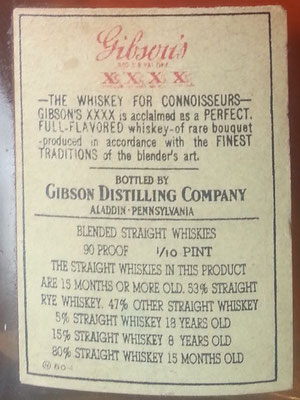 Gibson's
XXXX
—THE WHISKEY FOR CONNOISSEURS—
GIBSON'S XXXX is acclaimed as a PERFECT,
FULL-FLAVORED whiskey-of rare bouquet
-produced in accordance with the FINEST
TRADITIONS of the blender's art.
BOTTLED BY
GIBSON DISTILLING COMPANY
ALADDIN · PENNSYLVANIA
BLENDED STRAIGHT WHISKIES
90 PROOF 1/10 PINT
THE STRAIGHT WHISKIES IN THIS PRODUCT
ARE 15 MONTHS OR MORE OLD. 53% STRAIGHT
RYE WHISKEY. 47% OTHER STRAIGHT WHISKEY
5% STRAIGHT WHISKEY 18 YEARS OLD
15% STRAIGHT WHISKEY 8 YEARS OLD
80% STRAIGHT WHISKEY 15 MONTHS OLD